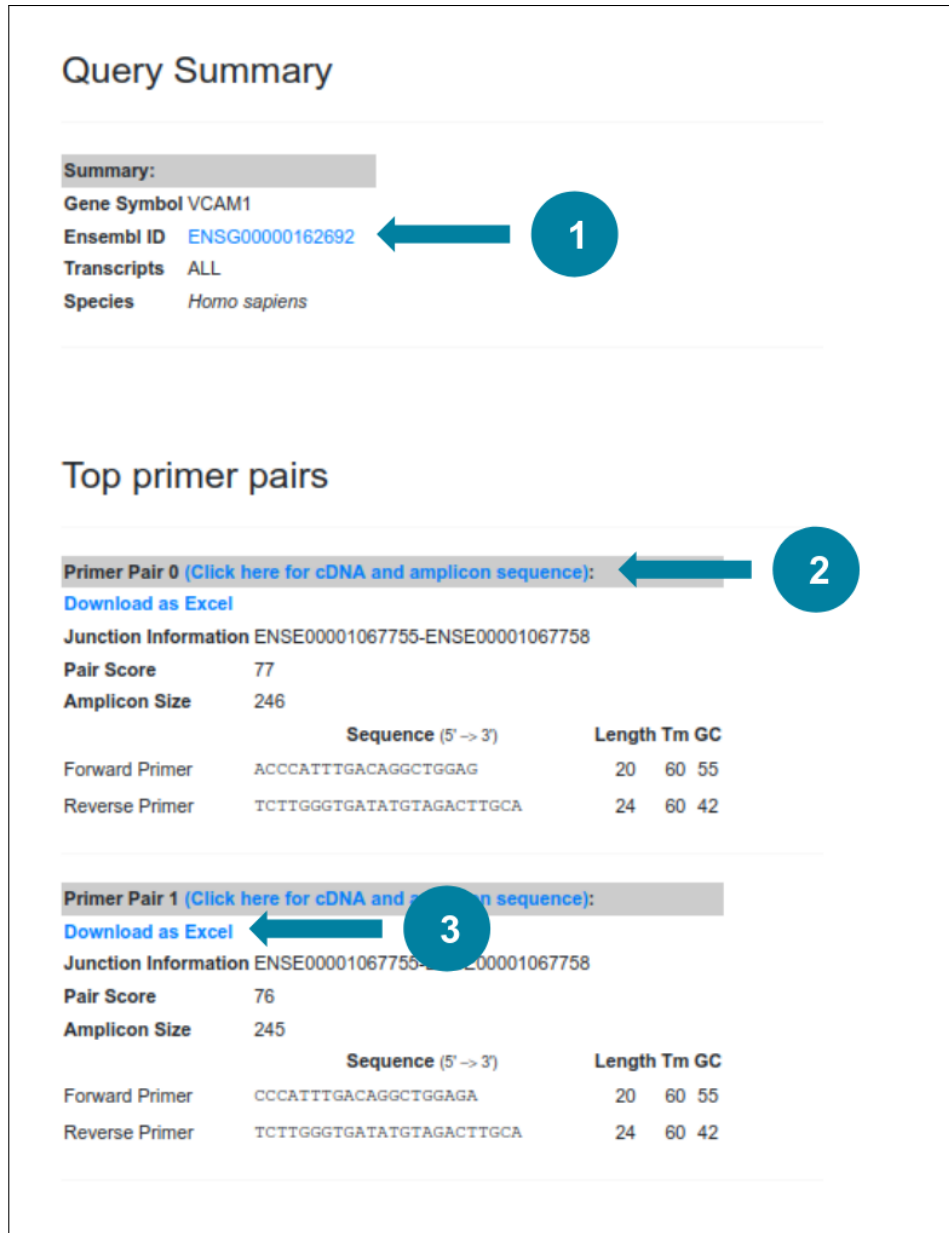 Query Summary
Summary:
Gene Symbol VCAM1
Ensembl ID ENSG00000162692
1
Transcripts ALL
Species Homo sapiens
Top primer pairs
Primer Pair 0 (Click here for cDNA and amplicon sequence):
2
Download as Excel
Junction Information ENSE00001067755-ENSE00001067758
Pair Score 77
Amplicon Size 246
Sequence (5' --> 3') Length Tm GC
Forward Primer ACCCATTTGACAGGCTGGAG 20 60 55
Reverse Primer TCTTGGGTGATATGTAGACTTGCA 24 60 42
Primer Pair 1 (Click here for cDNA and sequence):
Download as Excel
3
Junction Information ENSE00001067755- 00001067758
Pair Score 76
Amplicon Size 245
Sequence (5' --> 3') Length Tm GC
Forward Primer CCCATTTGACAGGCTGGAGA 20 60 55
Reverse Primer TCTTGGGTGATATGTAGACTTGCA 24 60 42